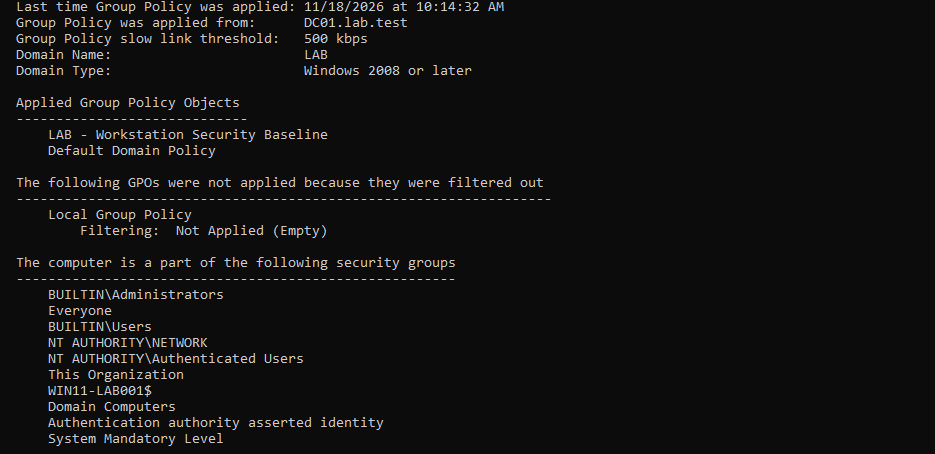 Last time Group Policy was applied: 11/18/2026 at 10:14:32 AM
Group Policy was applied from:      DC01.lab.test
Group Policy slow link threshold:   500 kbps
Domain Name:                        LAB
Domain Type:                        Windows 2008 or later

Applied Group Policy Objects
-----------------------------
    LAB - Workstation Security Baseline
    Default Domain Policy

The following GPOs were not applied because they were filtered out
-------------------------------------------------------------------
    Local Group Policy
        Filtering:  Not Applied (Empty)

The computer is a part of the following security groups
-------------------------------------------------------
    BUILTIN\Administrators
    Everyone
    BUILTIN\Users
    NT AUTHORITY\NETWORK
    NT AUTHORITY\Authenticated Users
    This Organization
    WIN11-LAB001$
    Domain Computers
    Authentication authority asserted identity
    System Mandatory Level